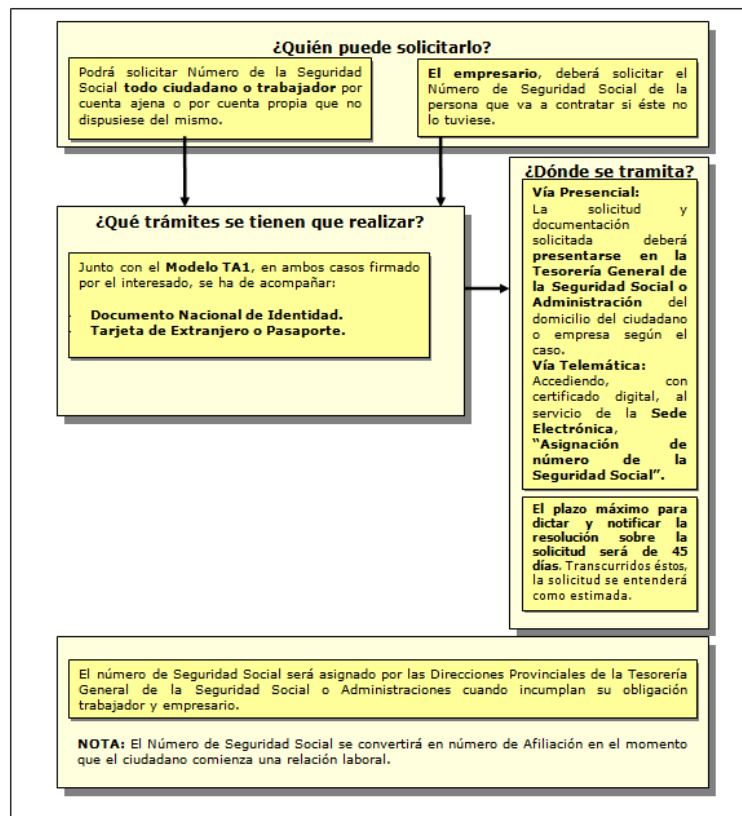 ¿Quién puede solicitarlo?
Podrá solicitar Número de la Seguridad
Social todo ciudadano o trabajador por
cuenta ajena o por cuenta propia que no
dispusiese del mismo.
El empresario, deberá solicitar el
Número de Seguridad Social de la
persona que va a contratar si éste no
lo tuviese.
¿Qué trámites se tienen que realizar?
Junto con el Modelo TA1, en ambos casos firmado
por el interesado, se ha de acompañar:
· Documento Nacional de Identidad.
· Tarjeta de Extranjero o Pasaporte.
¿Dónde se tramita?
Vía Presencial:
La solicitud y
documentación
solicitada deberá
presentarse en la
Tesorería General de
la Seguridad Social o
Administración del
domicilio del ciudadano
o empresa según el
caso.
Vía Telemática:
Accediendo, con
certificado digital, al
servicio de la Sede
Electrónica,
“Asignación de
número de la
Seguridad Social”.
El plazo máximo para
dictar y notificar la
resolución sobre la
solicitud será de 45
días. Transcurridos éstos,
la solicitud se entenderá
como estimada.
El número de Seguridad Social será asignado por las Direcciones Provinciales de la Tesorería
General de la Seguridad Social o Administraciones cuando incumplan su obligación
trabajador y empresario.
NOTA: El Número de Seguridad Social se convertirá en número de Afiliación en el momento
que el ciudadano comienza una relación laboral.